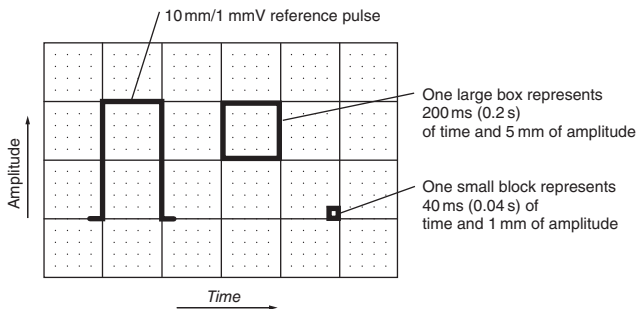 10 mm/1 mmV reference pulse
One large box represents
200 ms (0.2 s)
of time and 5 mm of amplitude
Amplitude
One small block represents
40 ms (0.04 s) of
time and 1 mm of amplitude
Time